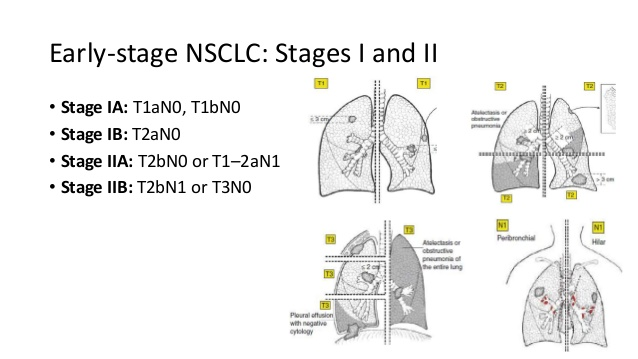 Early-stage NSCLC: Stages I and II
• Stage IA: T1aN0, T1bN0
• Stage IB: T2aN0
• Stage IIA: T2bN0 or T1–2aN1
• Stage IIB: T2bN1 or T3N0
T1
T1
≤ 3 cm
≤
T2
T2
Atelectasis or
obstructive
pneumonia
≥ 2 cm
≥ 2 cm
> 3 cm
T2
T2
T3
T3
Atelectasis or
obstructive
pneumonia of
the entire lung
T3
≤ 2 cm
T3
Pleural effusion
with negative
cytology
N1
N1
Peribronchial
Hilar